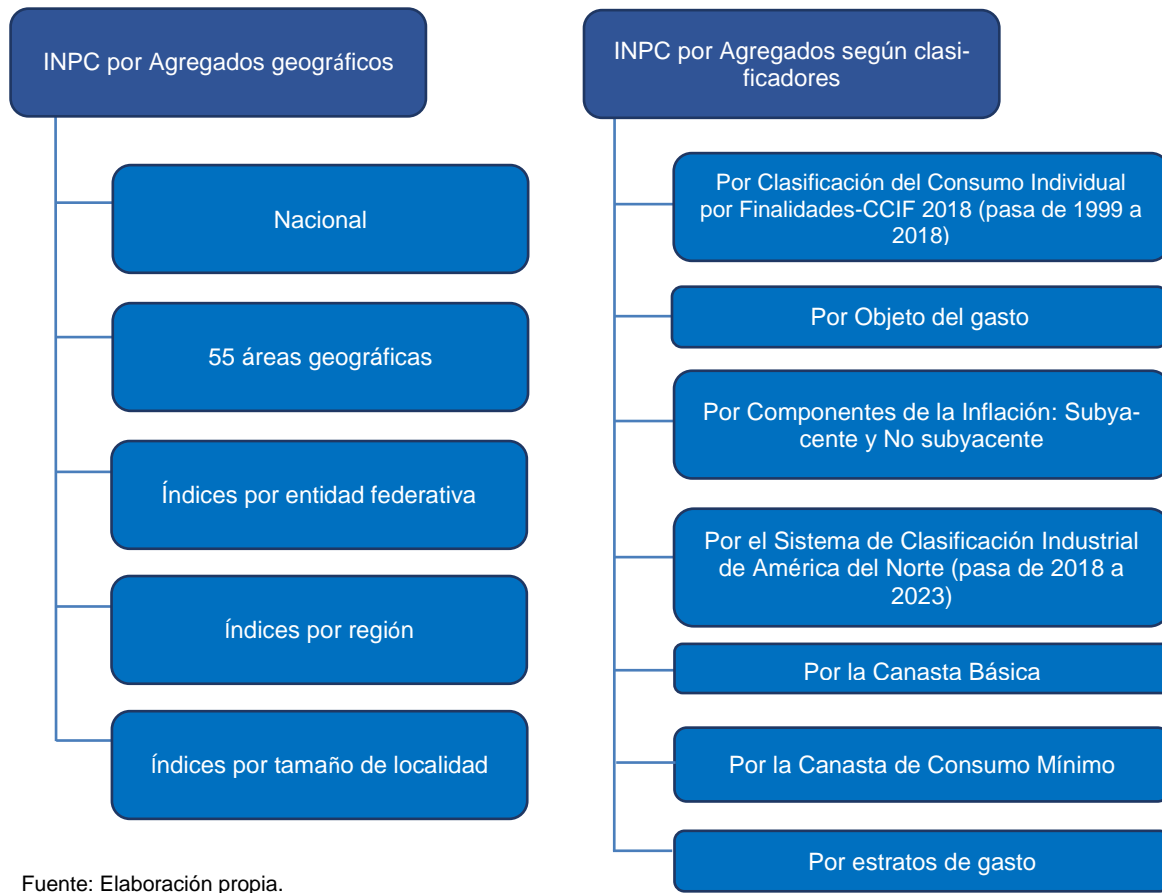 INPC por Agregados geográficos
Nacional
55 áreas geográficas
Índices por entidad federativa
Índices por región
Índices por tamaño de localidad
INPC por Agregados según clasi-
ficadores
Por Clasificación del Consumo Individual
por Finalidades-CCIF 2018 (pasa de 1999 a
2018)
Por Objeto del gasto
Por Componentes de la Inflación: Subya-
cente y No subyacente
Por el Sistema de Clasificación Industrial
de América del Norte (pasa de 2018 a
2023)
Por la Canasta Básica
Por la Canasta de Consumo Mínimo
Por estratos de gasto
Fuente: Elaboración propia.